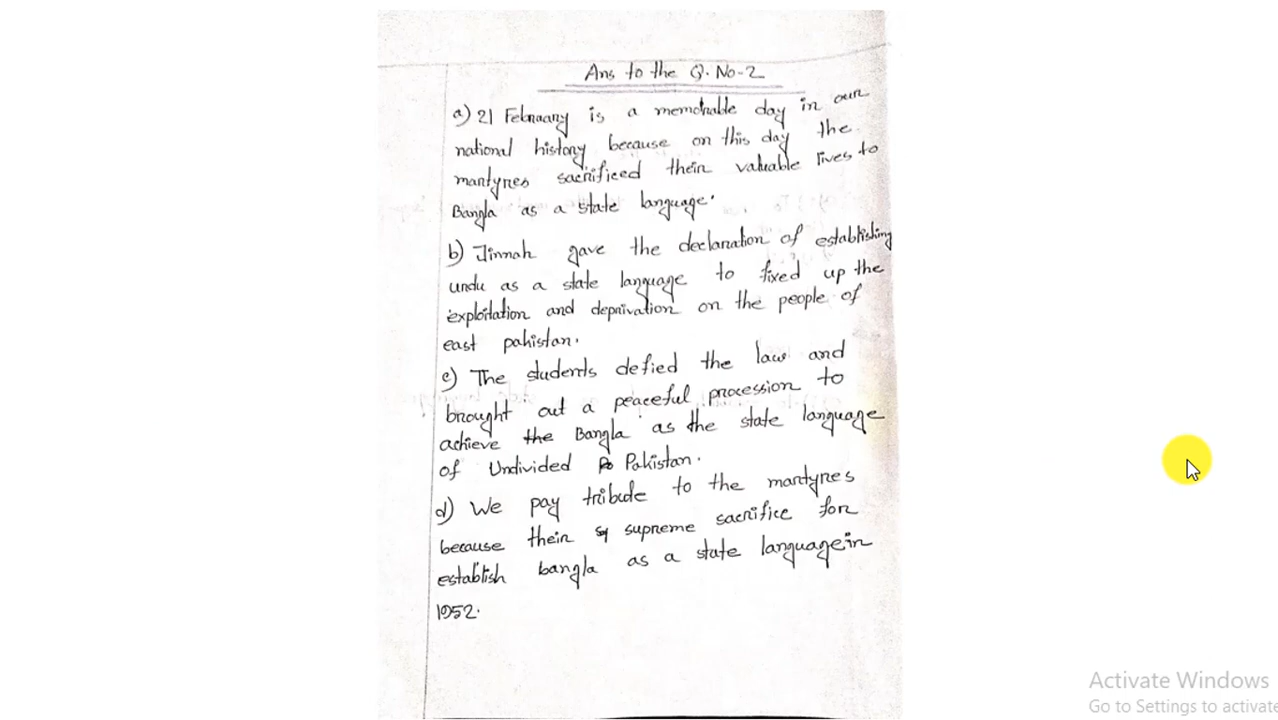 Ans to the Q. No-2
a) 21 February is a memorable day in our
national history because on this day the
martyres sacrificed their valuable lives to
Bangla as a state language.
b) Jinnah gave the declaration of establishing
urdu as a state language to fixed up the
exploitation and deprivation on the people of
east pakistan.
c) The students defied the law and
brought out a peaceful procession to
achieve the Bangla as the state language
of Undivided Pakistan.
d) We pay tribute to the martyres
because their supreme sacrifice for
establish bangla as a state language in
1952.
Activate Windows
Go to Settings to activate